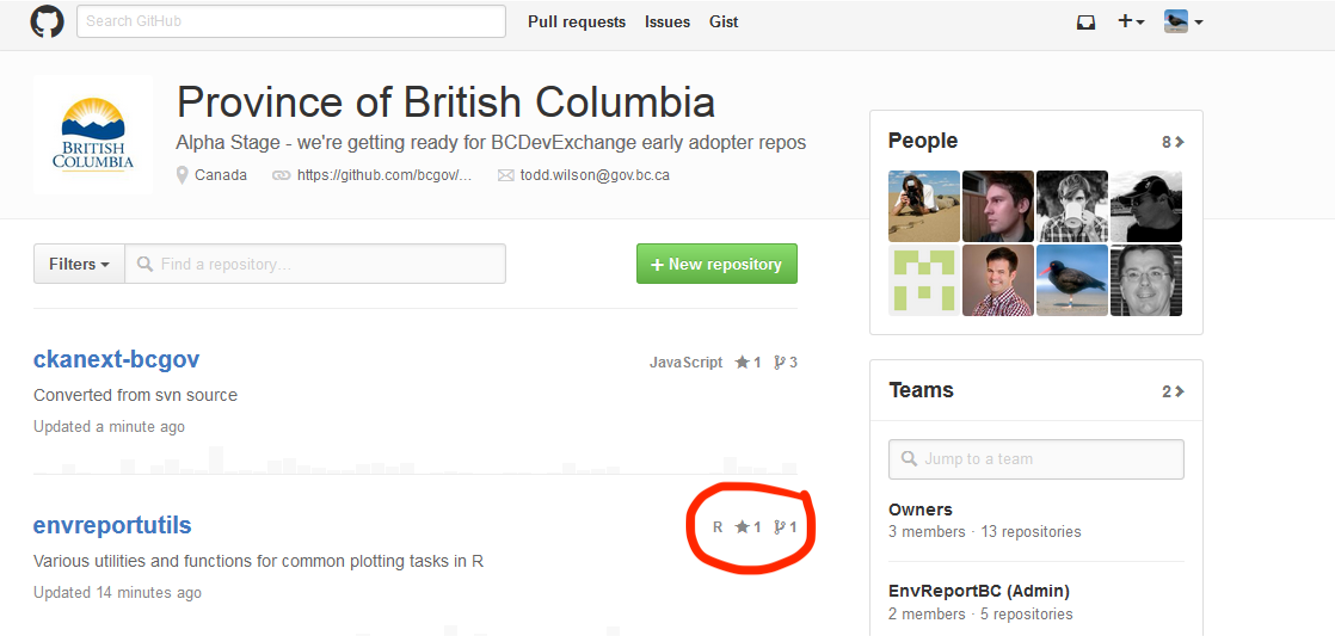 Search GitHub
Pull requests Issues Gist
BRITISH
COLUMBIA
Province of British Columbia
Alpha Stage - we're getting ready for BCDevExchange early adopter repos
Canada https://github.com/bcgov/... todd.wilson@gov.bc.ca
Filters Find a repository...
+ New repository
ckanext-bcgov
JavaScript 1 3
Converted from svn source
Updated a minute ago
envreportutils
R 1 1
Various utilities and functions for common plotting tasks in R
Updated 14 minutes ago
People 8
Teams 2
Jump to a team
Owners
3 members · 13 repositories
EnvReportBC (Admin)
2 members · 5 repositories